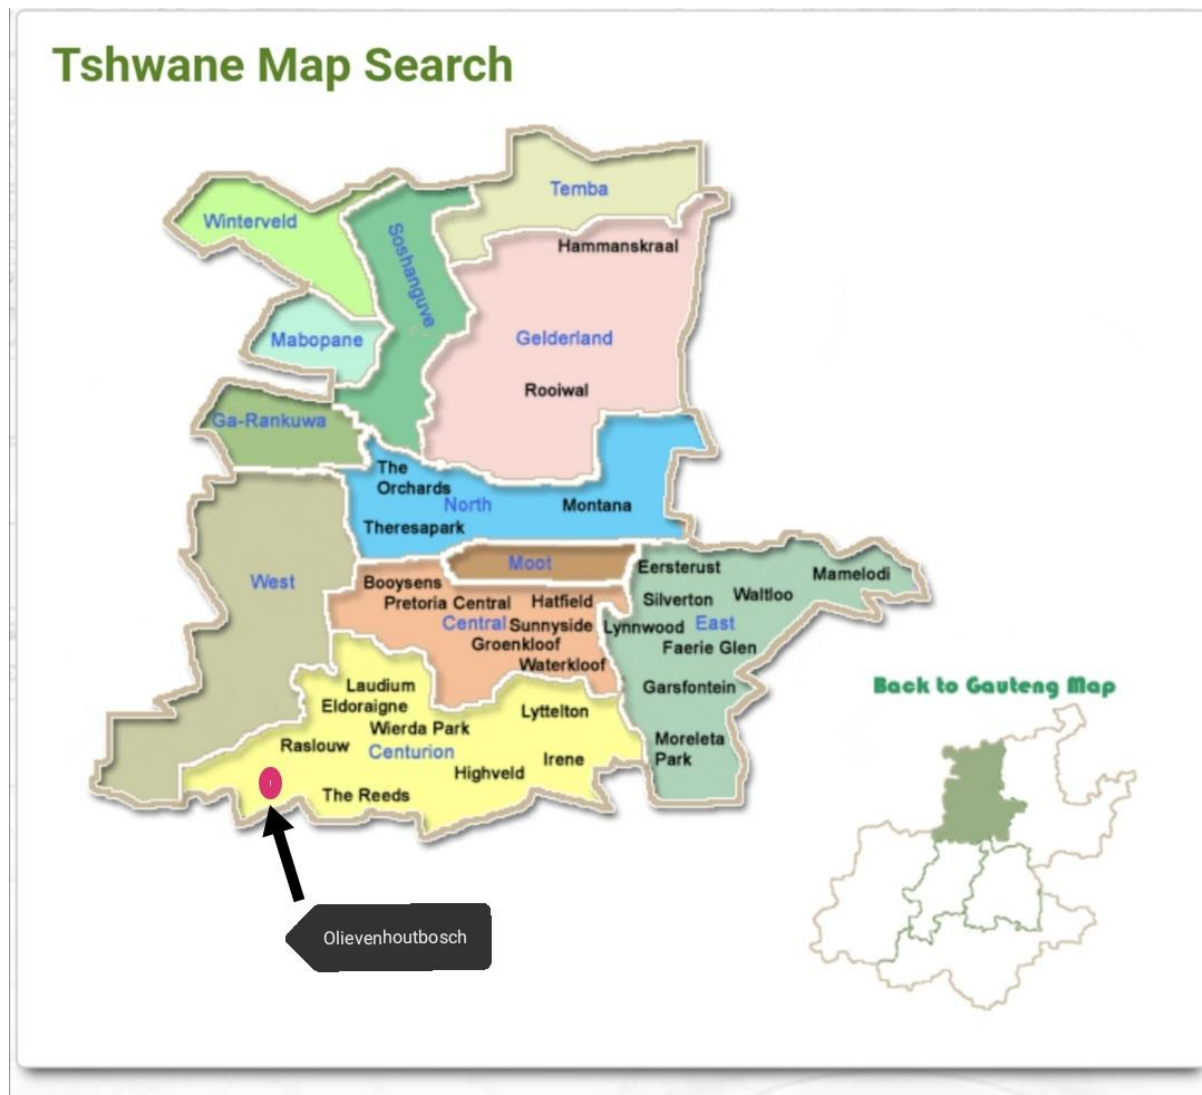 Tshwane Map Search
Temba
Winterveld
Soshanguve
Hammanskraal
Mabopane
Gelderland
Rooiwal
Ga-Rankuwa
The
Orchards
North
Montana
Theresapark
West
Moot
Booysens
Pretoria Central
Hatfield
Central
Sunnyside
Groenkloof
Waterkloof
Eersterust
Mamelodi
Silverton
Waltloo
Lynnwood
East
Faerie Glen
Garsfontein
Moreleta
Park
Laudium
Eldoraigne
Lyttelton
Wierda Park
Raslouw
Centurion
Irene
Highveld
The Reeds
Back to Gauteng Map
Olievenhoutbosch